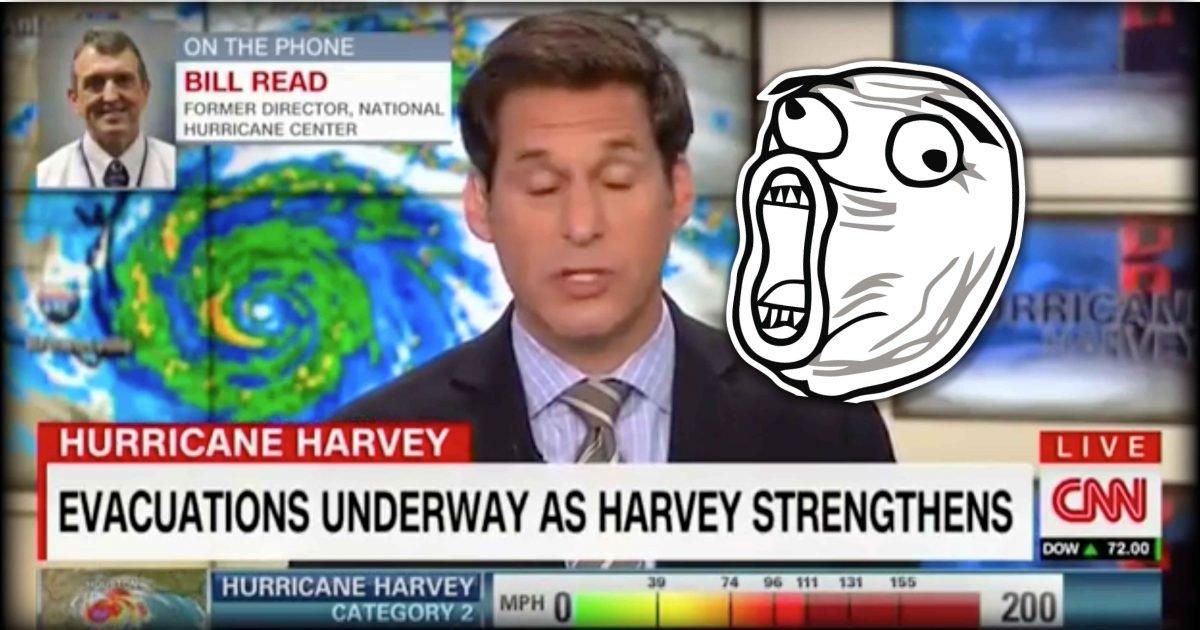 ON THE PHONE
BILL READ
FORMER DIRECTOR, NATIONAL
HURRICANE CENTER
HURRICANE HARVEY
EVACUATIONS UNDERWAY AS HARVEY STRENGTHENS
LIVE
CNN
DOW ▲ 72.00
HOUSTON
HURRICANE HARVEY
CATEGORY 2
MPH 0 39 74 96 111 131 155 200